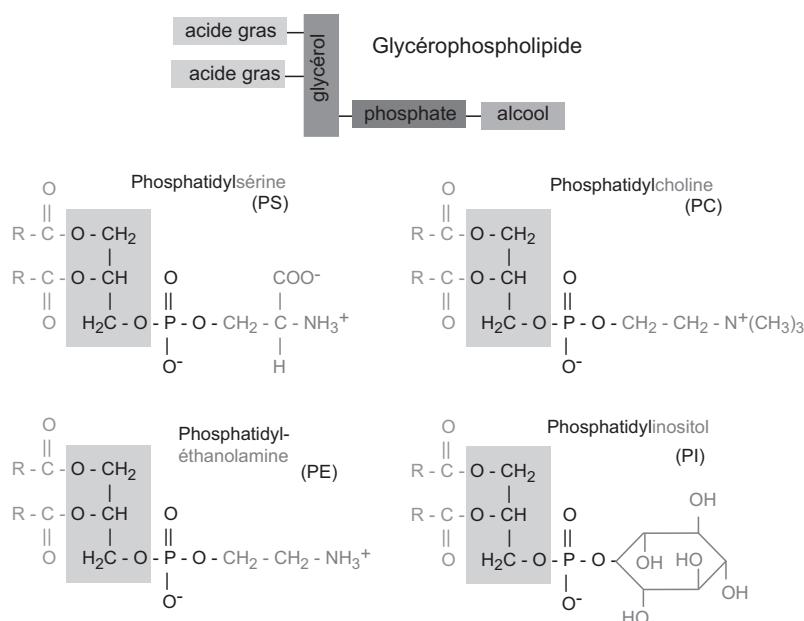 acide gras
Glycérophospholipide
acide gras
glycérol
phosphate
alcool
Phosphatidylsérine
(PS)
O
R - C - O - CH2
R - C - O - CH O COO-
O H2C - O - P - O - CH2 - C - NH3+
O- H
Phosphatidylcholine
(PC)
O
R - C - O - CH2
R - C - O - CH O
O H2C - O - P - O - CH2 - CH2 - N+(CH3)3
O-
Phosphatidyl-
éthanolamine
(PE)
O
R - C - O - CH2
R - C - O - CH O
O H2C - O - P - O - CH2 - CH2 - NH3+
O-
Phosphatidylinositol
(PI)
O
R - C - O - CH2
R - C - O - CH O OH
O H2C - O - P - O OH HO OH
O- HO OH